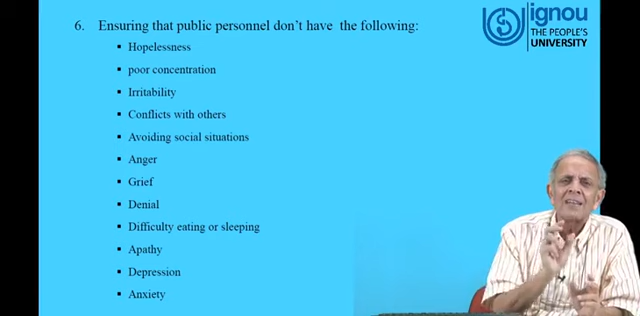 6. Ensuring that public personnel don't have the following:
▪ Hopelessness
▪ poor concentration
▪ Irritability
▪ Conflicts with others
▪ Avoiding social situations
▪ Anger
▪ Grief
▪ Denial
▪ Difficulty eating or sleeping
▪ Apathy
▪ Depression
▪ Anxiety
ignou
THE PEOPLE'S
UNIVERSITY